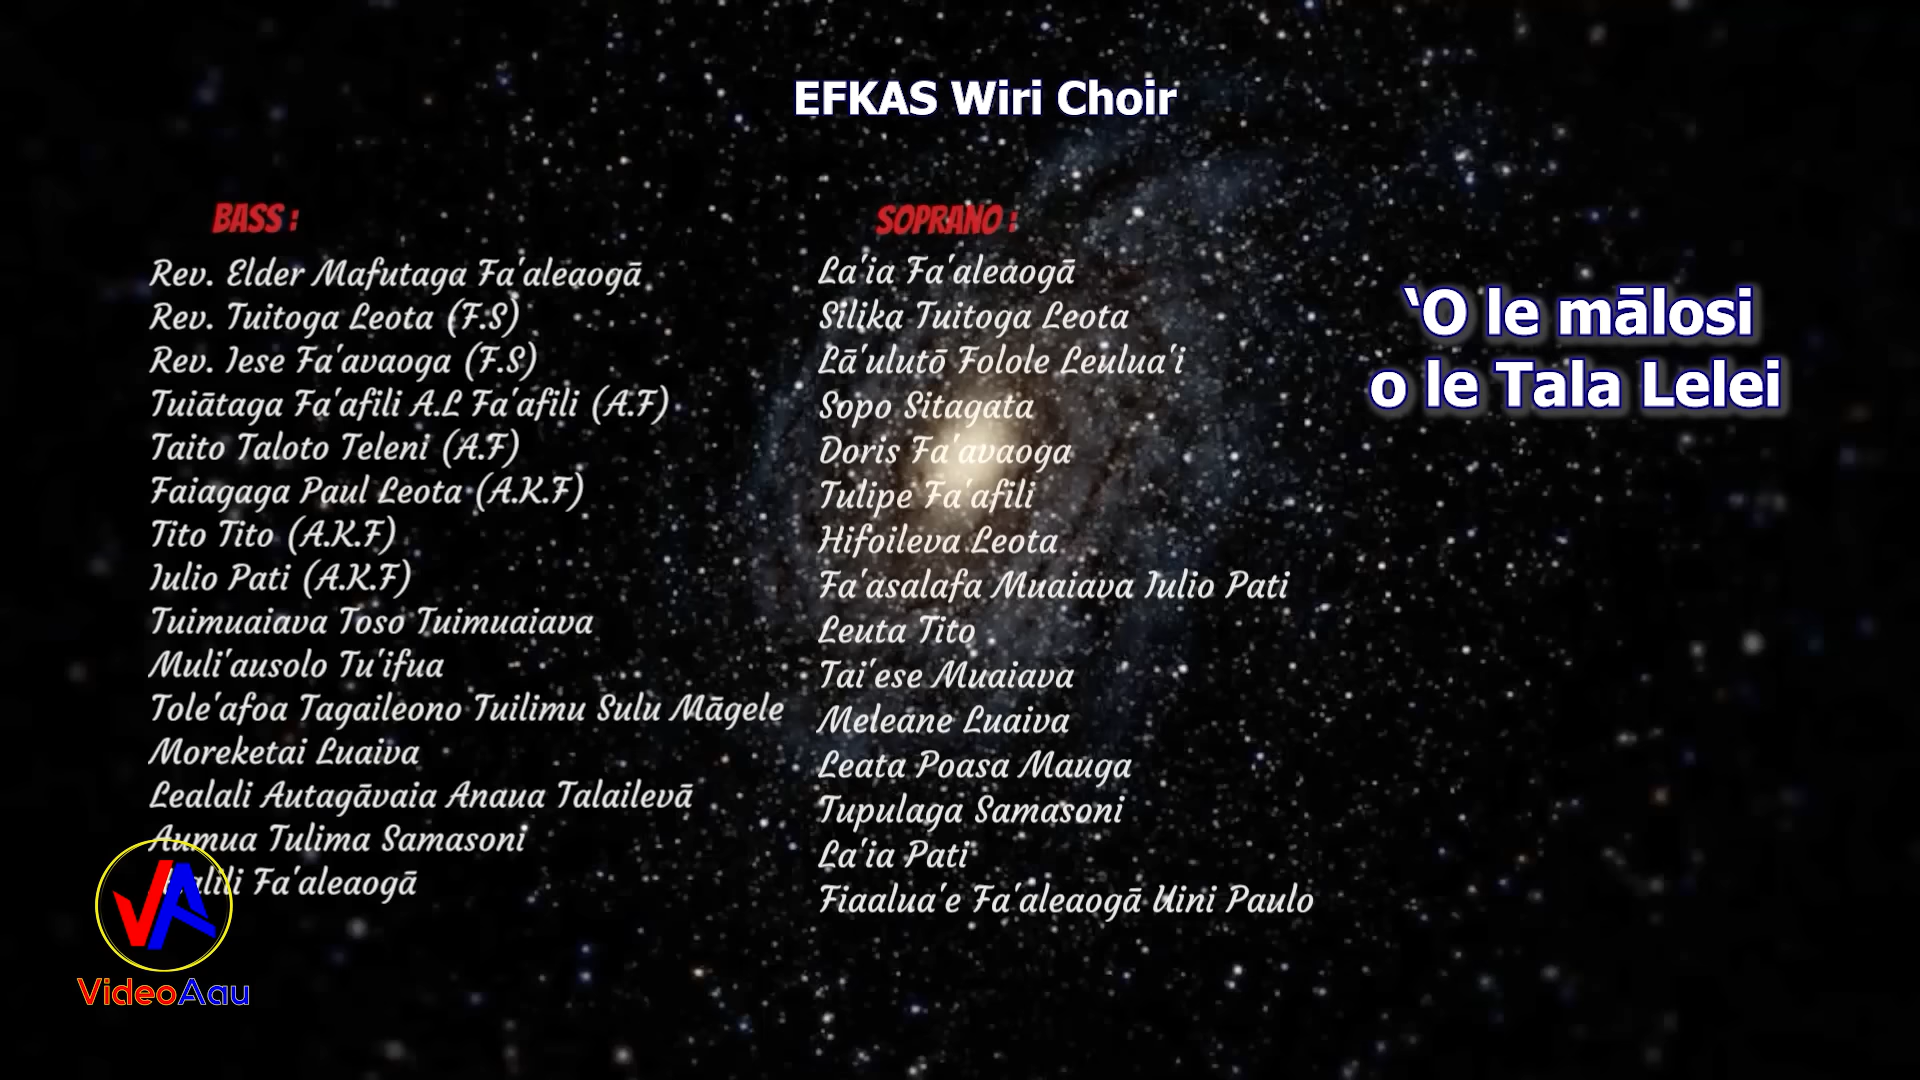 EFKAS Wiri Choir
BASS :
Rev. Elder Mafutaga Fa'aleaogā
Rev. Tuitoga Leota (F.S)
Rev. Iese Fa'avaoga (F.S)
Tuiātaga Fa'afili A.L Fa'afili (A.F)
Taito Taloto Teleni (A.F)
Faiagaga Paul Leota (A.K.F)
Tito Tito (A.K.F)
Iulio Pati (A.K.F)
Tuimuaiava Toso Tuimuaiava
Muli'ausolo Tu'ifua
Tole'afoa Tagaileono Tuilimu Sulu Māgele
Moreketai Luaiva
Lealali Autagāvaia Anaua Talailevā
Aumua Tulima Samasoni
Fa'aleaogā
SOPRANO :
La'ia Fa'aleaogā
Silika Tuitoga Leota
Lā'ulutō Folole Leulua'i
Sopo Sitagata
Doris Fa'avaoga
Tulipe Fa'afili
Hifoileva Leota
Fa'asalafa Muaiava Iulio Pati
Leuta Tito
Tai'ese Muaiava
Meleane Luaiva
Leata Poasa Mauga
Tupulaga Samasoni
La'ia Pati
Fiaalua'e Fa'aleaogā Uini Paulo
‘O le mālosi
o le Tala Lelei
VA
VideoAau